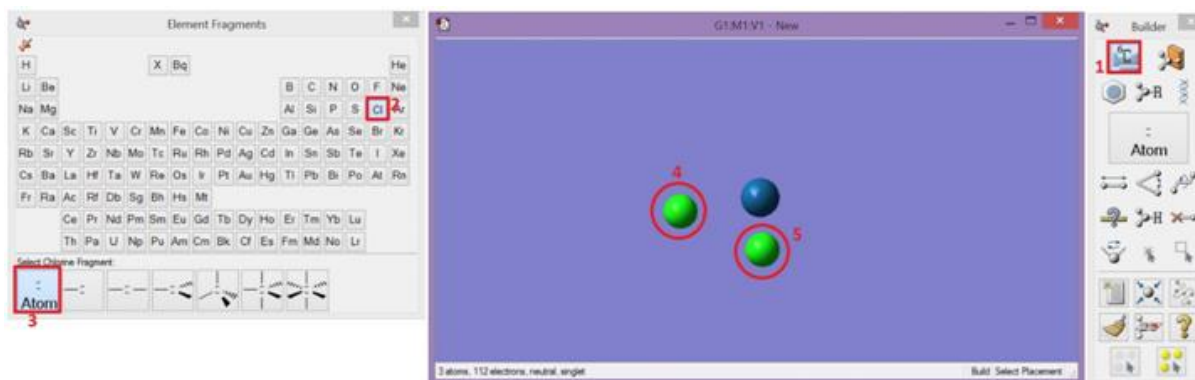 Element Fragments
H X Bq He
Li Be B C N O F Ne
Na Mg Al Si P S Cl 2 Ar
K Ca Sc Ti V Cr Mn Fe Co Ni Cu Zn Ga Ge As Se Br Kr
Rb Sr Y Zr Nb Mo Tc Ru Rh Pd Ag Cd In Sn Sb Te I Xe
Cs Ba La Hf Ta W Re Os Ir Pt Au Hg Tl Pb Bi Po At Rn
Fr Ra Ac Rf Db Sg Bh Hs Mt
Ce Pr Nd Pm Sm Eu Gd Tb Dy Ho Er Tm Yb Lu
Th Pa U Np Pu Am Cm Bk Cf Es Fm Md No Lr
Select Chlorine Fragment:
Atom
3
G1:M1:V1 - New
4
5
3 atoms, 112 electrons, neutral, singlet
Build Select Placement
Builder
1
R
Atom
H